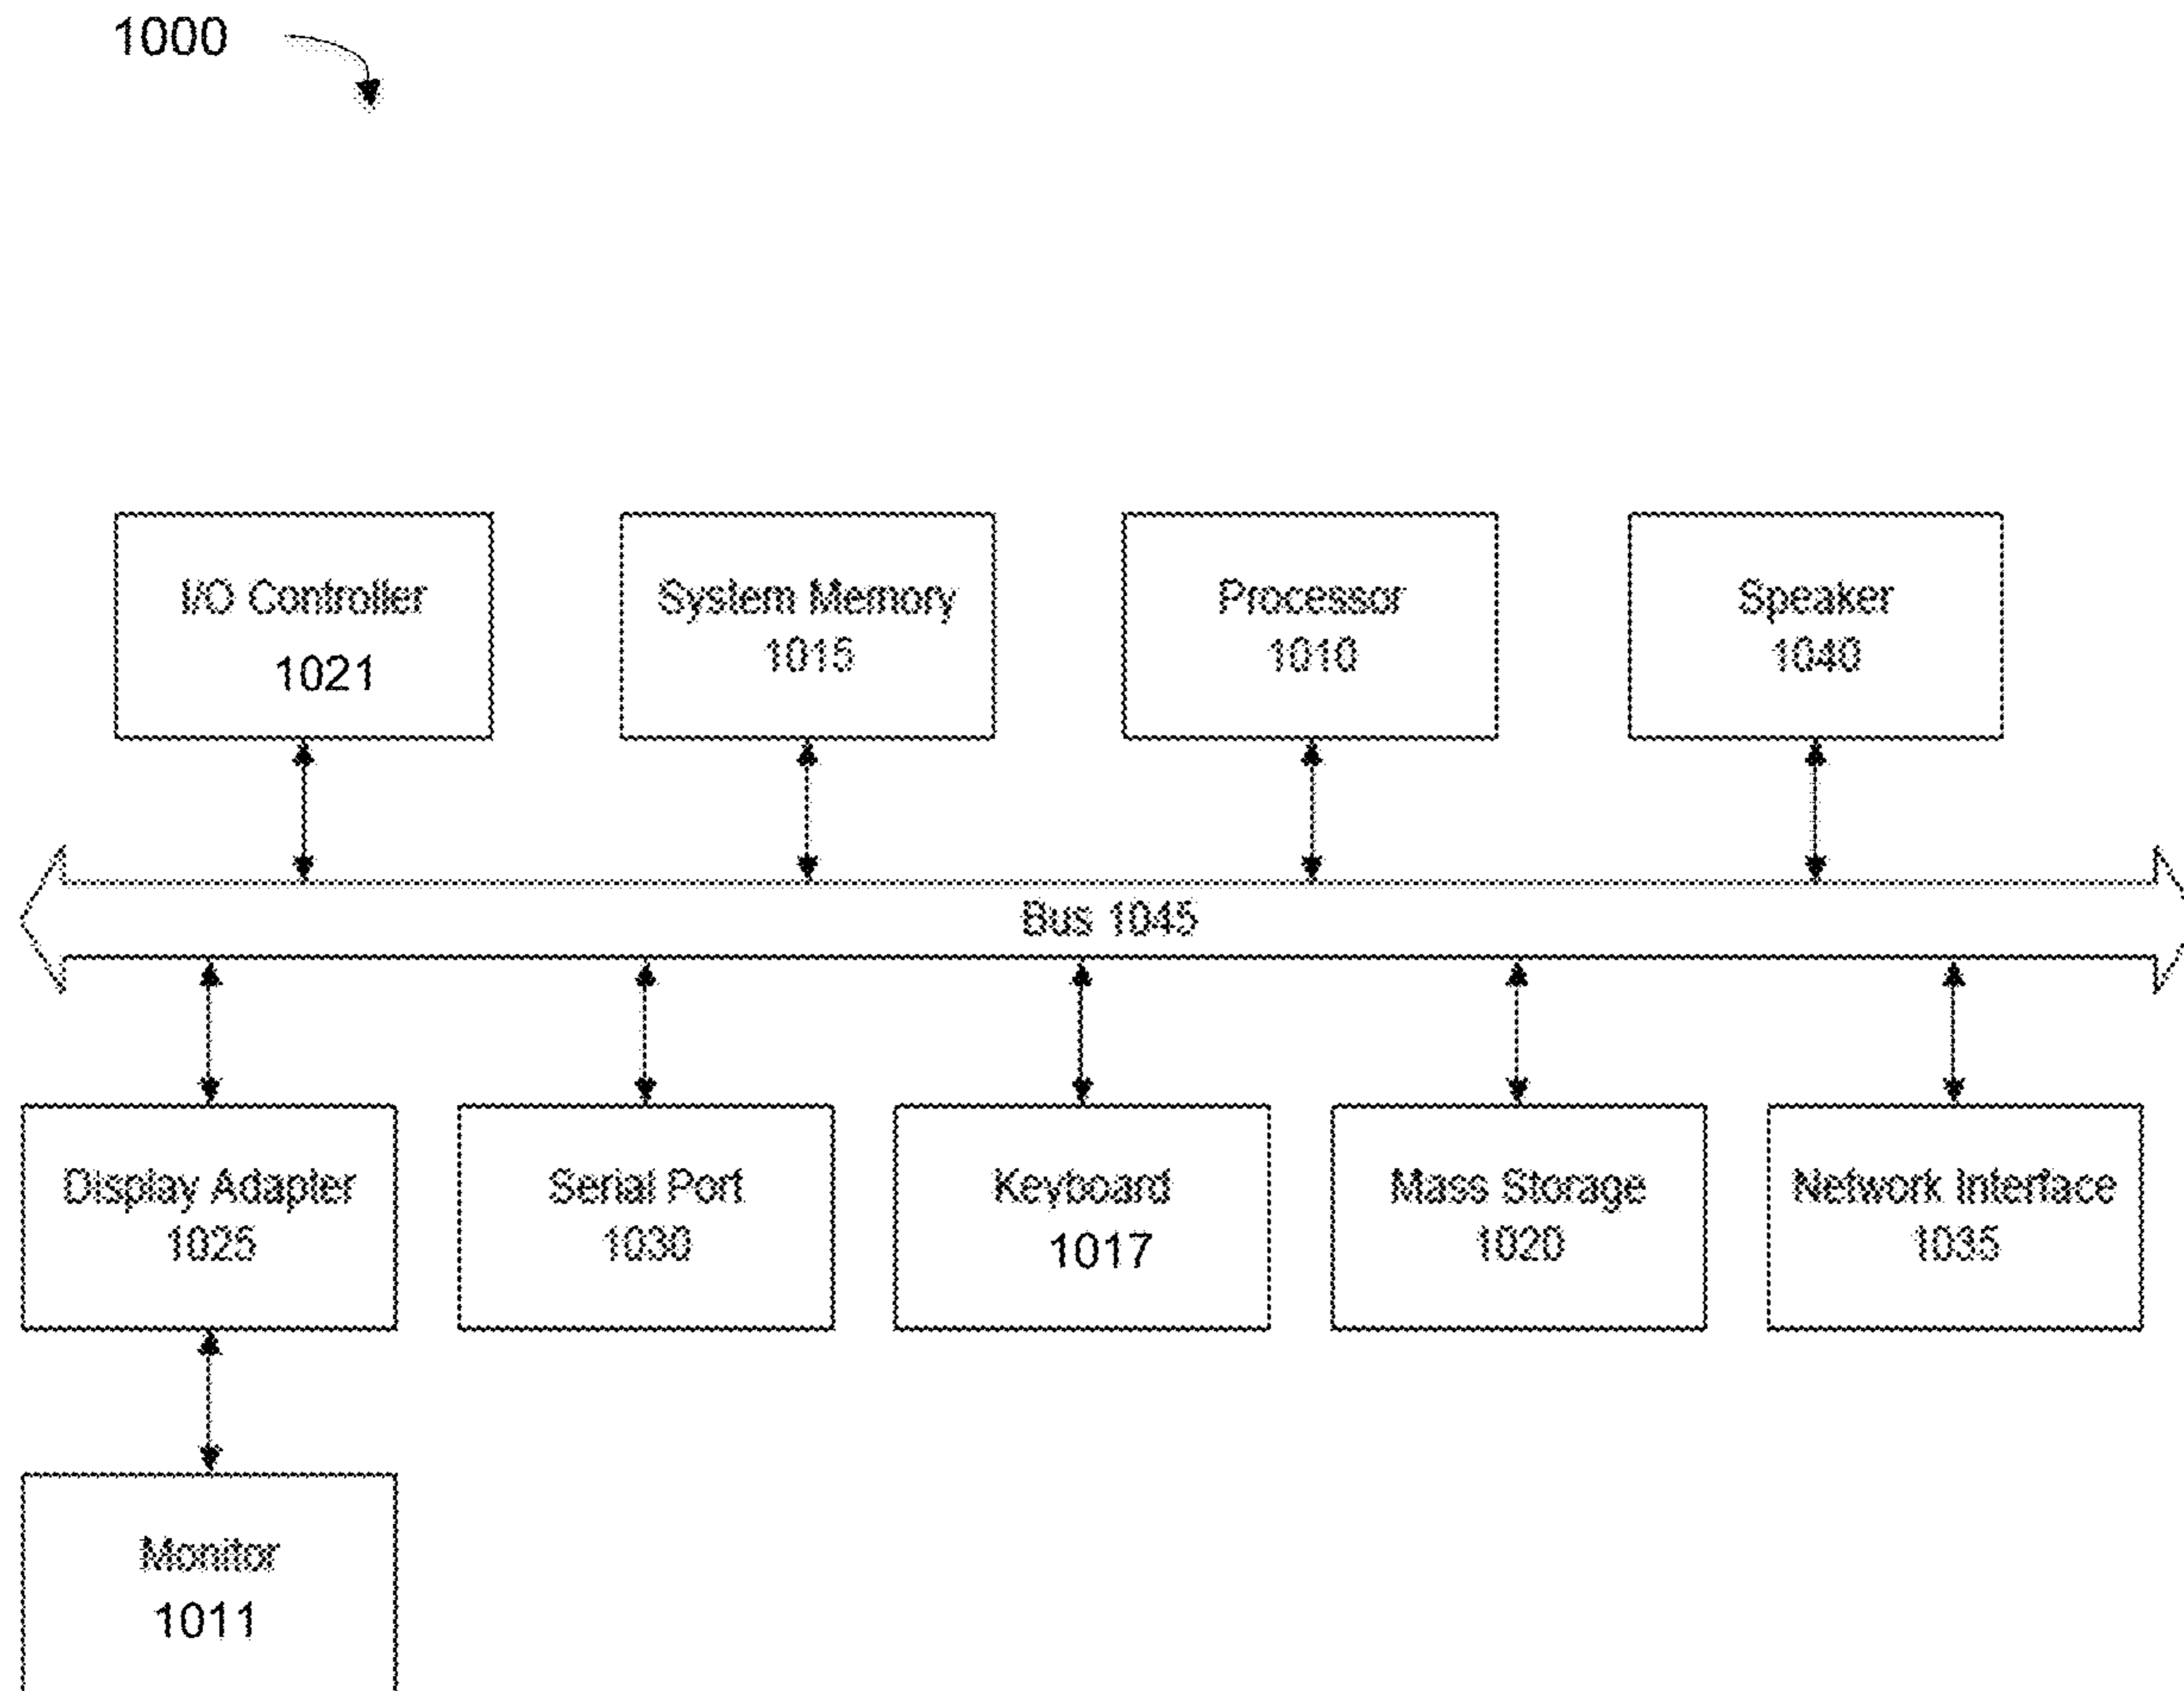 1000
I/O Controller
1021
System Memory
1015
Processor
1010
Speaker
1040
Bus 1045
Display Adapter
1025
Serial Port
1030
Keyboard
1017
Mass Storage
1020
Network Interface
1035
Monitor
1011